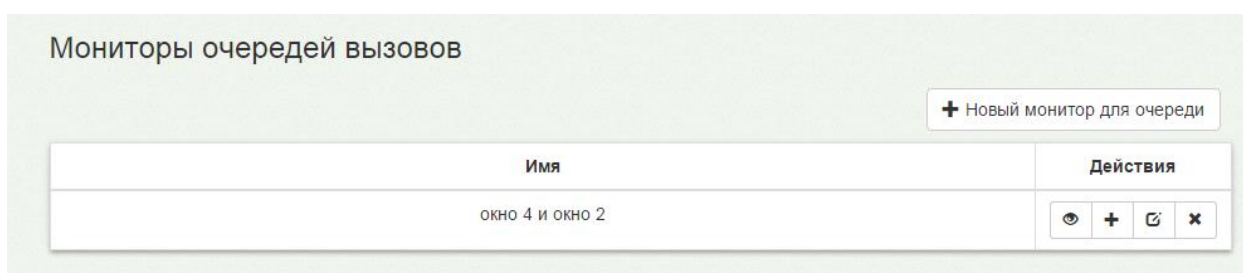 Мониторы очередей вызовов
Новый монитор для очереди
Имя Действия
окно 4 и окно 2